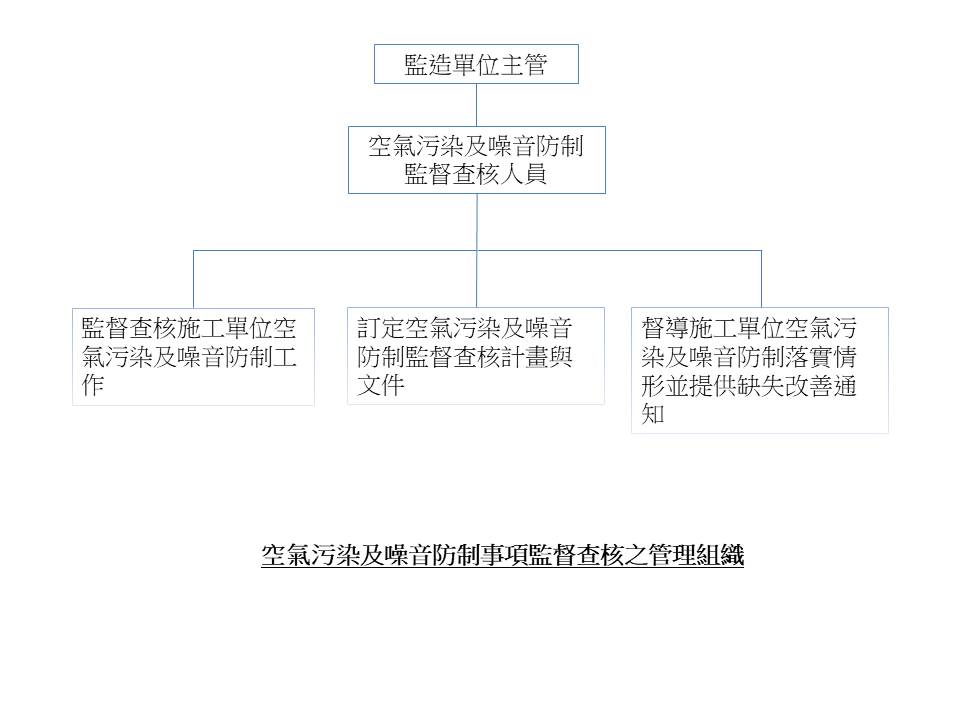 監造單位主管
空氣污染及噪音防制
監督查核人員
監督查核施工單位空
氣污染及噪音防制工
作
訂定空氣污染及噪音
防制監督查核計畫與
文件
督導施工單位空氣污
染及噪音防制落實情
形並提供缺失改善通
知
空氣污染及噪音防制事項監督查核之管理組織